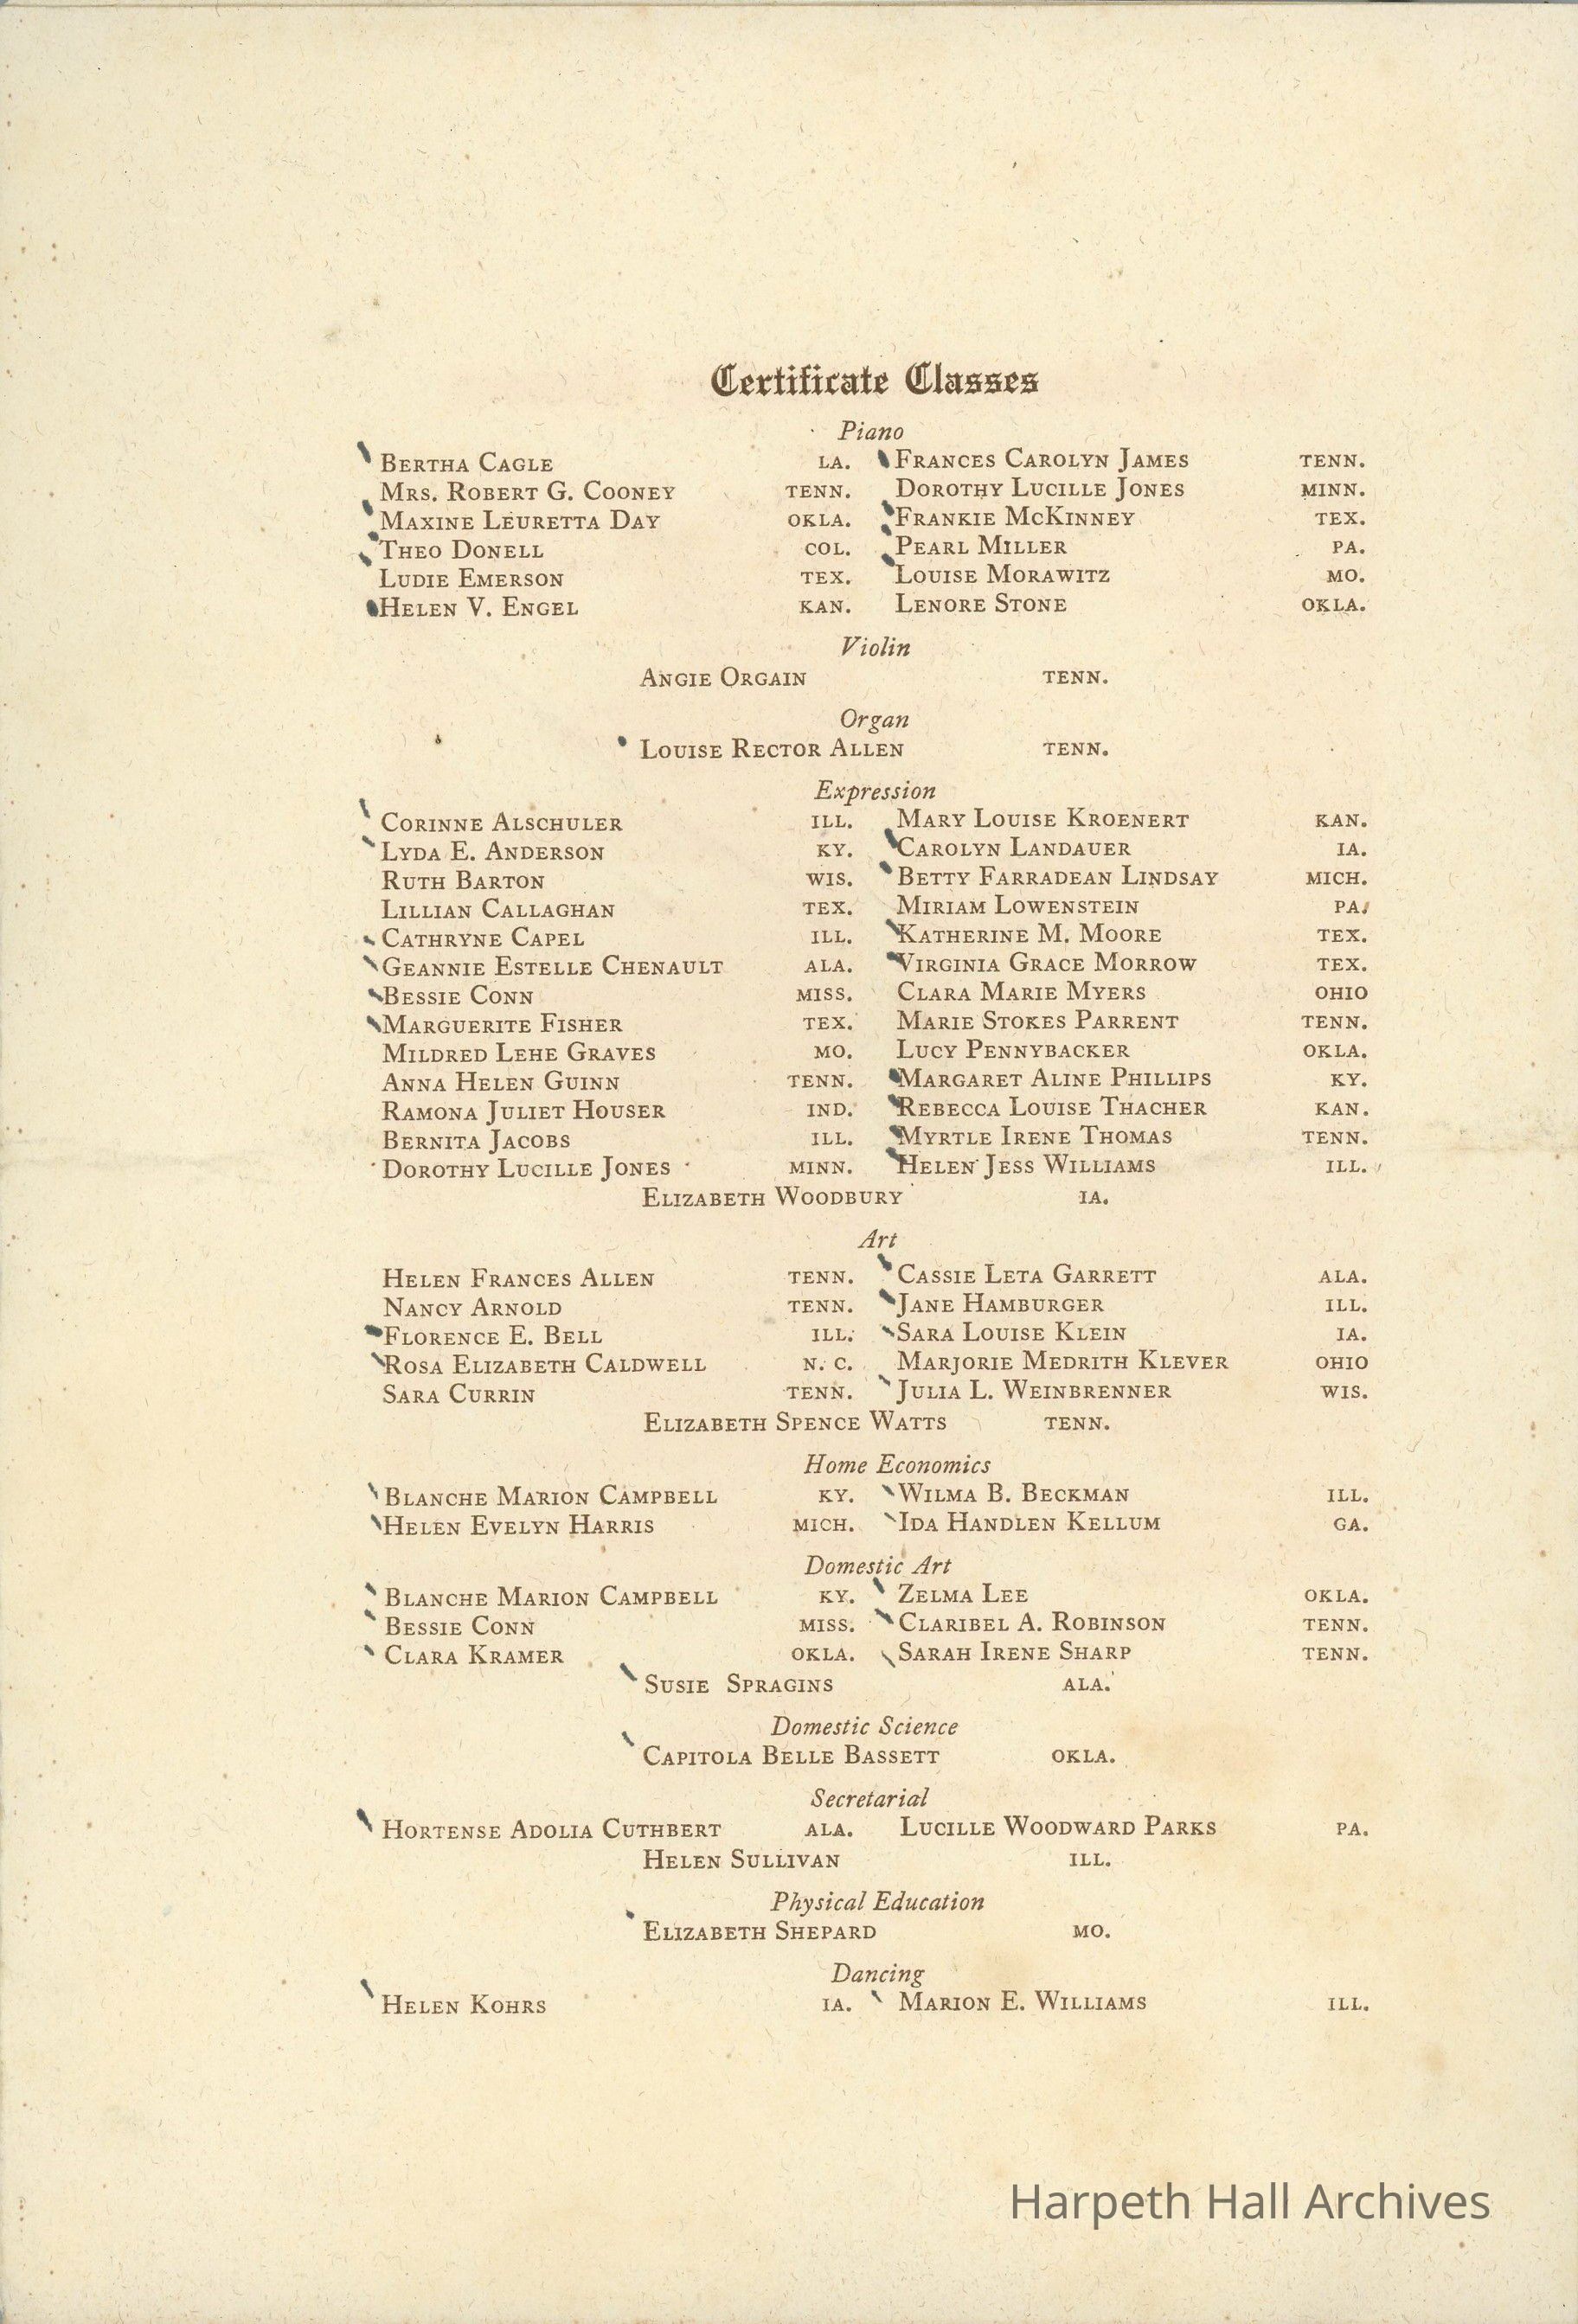 Certificate Classes
Piano
BERTHA CAGLE LA. FRANCES CAROLYN JAMES TENN.
MRS. ROBERT G. COONEY TENN. DOROTHY LUCILLE JONES MINN.
MAXINE LEURETTA DAY OKLA. FRANKIE MCKINNEY TEX.
THEO DONELL COL. PEARL MILLER PA.
LUDIE EMERSON TEX. LOUISE MORAWITZ MO.
HELEN V. ENGEL KAN. LENORE STONE OKLA.
Violin
ANGIE ORGAIN TENN.
Organ
LOUISE RECTOR ALLEN TENN.
Expression
CORINNE ALSCHULER ILL. MARY LOUISE KROENERT KAN.
LYDA E. ANDERSON KY. CAROLYN LANDAUER IA.
RUTH BARTON WIS. BETTY FARRADEAN LINDSAY MICH.
LILLIAN CALLAGHAN TEX. MIRIAM LOWENSTEIN PA.
CATHRYNE CAPEL ILL. KATHERINE M. MOORE TEX.
GEANNIE ESTELLE CHENAULT ALA. VIRGINIA GRACE MORROW TEX.
BESSIE CONN MISS. CLARA MARIE MYERS OHIO
MARGUERITE FISHER TEX. MARIE STOKES PARRENT TENN.
MILDRED LEHE GRAVES MO. LUCY PENNYBACKER OKLA.
ANNA HELEN GUINN TENN. MARGARET ALINE PHILLIPS KY.
RAMONA JULIET HOUSER IND. REBECCA LOUISE THACHER KAN.
BERNITA JACOBS ILL. MYRTLE IRENE THOMAS TENN.
DOROTHY LUCILLE JONES MINN. HELEN JESS WILLIAMS ILL.
ELIZABETH WOODBURY IA.
Art
HELEN FRANCES ALLEN TENN. CASSIE LETA GARRETT ALA.
NANCY ARNOLD TENN. JANE HAMBURGER ILL.
FLORENCE E. BELL ILL. SARA LOUISE KLEIN IA.
ROSA ELIZABETH CALDWELL N. C. MARJORIE MEDRITH KLEVER OHIO
SARA CURRIN TENN. JULIA L. WEINBRENNER WIS.
ELIZABETH SPENCE WATTS TENN.
Home Economics
BLANCHE MARION CAMPBELL KY. WILMA B. BECKMAN ILL.
HELEN EVELYN HARRIS MICH. IDA HANDLEN KELLUM GA.
Domestic Art
BLANCHE MARION CAMPBELL KY. ZELMA LEE OKLA.
BESSIE CONN MISS. CLARIBEL A. ROBINSON TENN.
CLARA KRAMER OKLA. SARAH IRENE SHARP TENN.
SUSIE SPRAGINS ALA.
Domestic Science
CAPITOLA BELLE BASSETT OKLA.
Secretarial
HORTENSE ADOLIA CUTHBERT ALA. LUCILLE WOODWARD PARKS PA.
HELEN SULLIVAN ILL.
Physical Education
ELIZABETH SHEPARD MO.
Dancing
HELEN KOHRS IA. MARION E. WILLIAMS ILL.
Harpeth Hall Archives